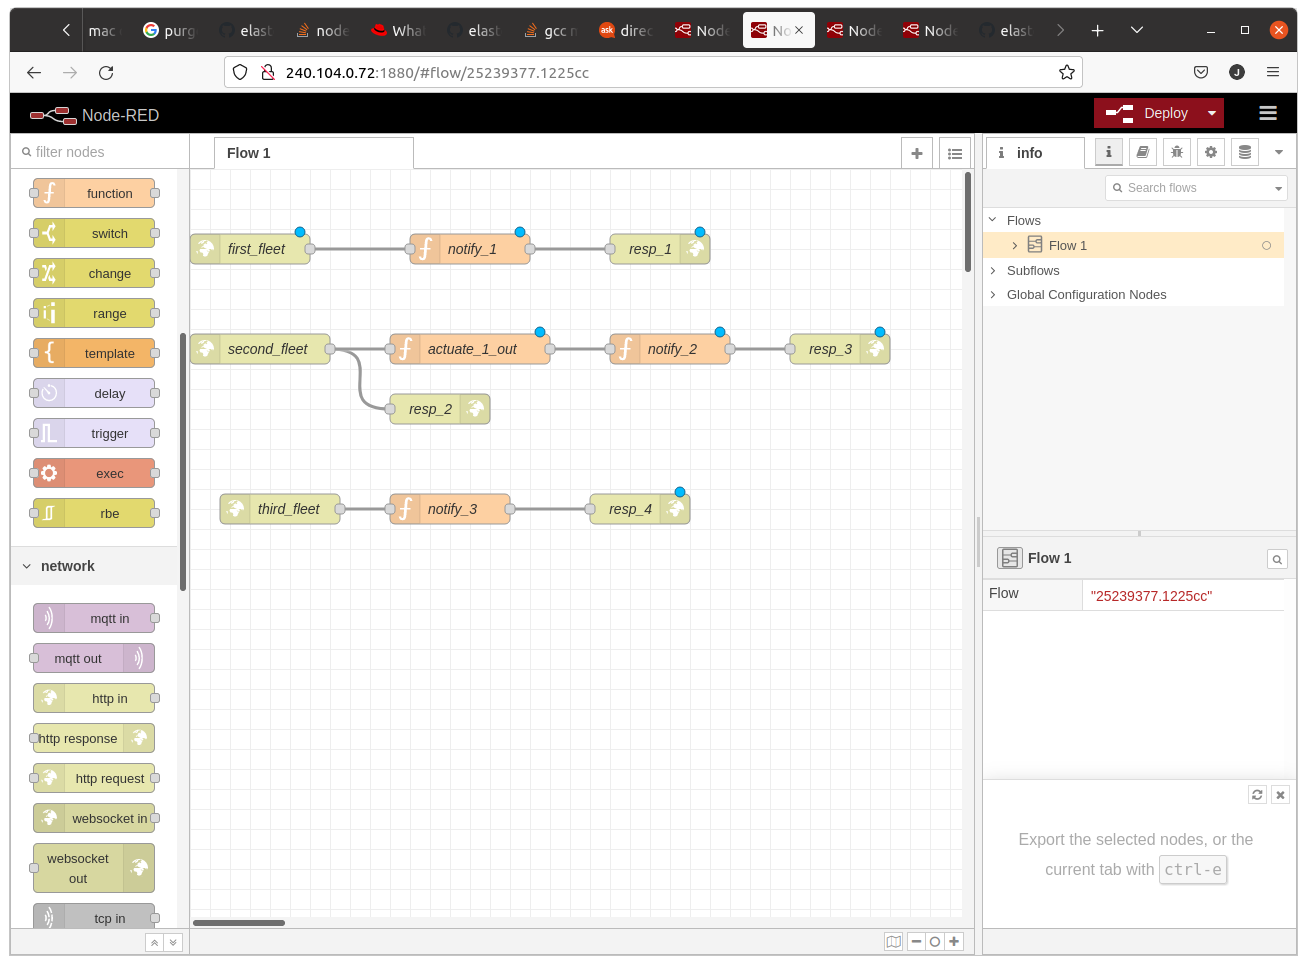 mac
purg
elast
node
Wha
elast
gcc n
ask
direc
Node
No
Node
Node
elast
240.104.0.72:1880/#flow/25239377.1225cc
J
Node-RED
Deploy
filter nodes
Flow 1
i info
i
Search flows
function
switch
change
range
template
delay
trigger
exec
rbe
network
mqtt in
mqtt out
http in
http response
http request
websocket in
websocket
out
tcp in
first_fleet
notify_1
resp_1
second_fleet
actuate_1_out
notify_2
resp_3
resp_2
third_fleet
notify_3
resp_4
Flows
Flow 1
Subflows
Global Configuration Nodes
Flow 1
Flow
"25239377.1225cc"
Export the selected nodes, or the
current tab with ctrl-e